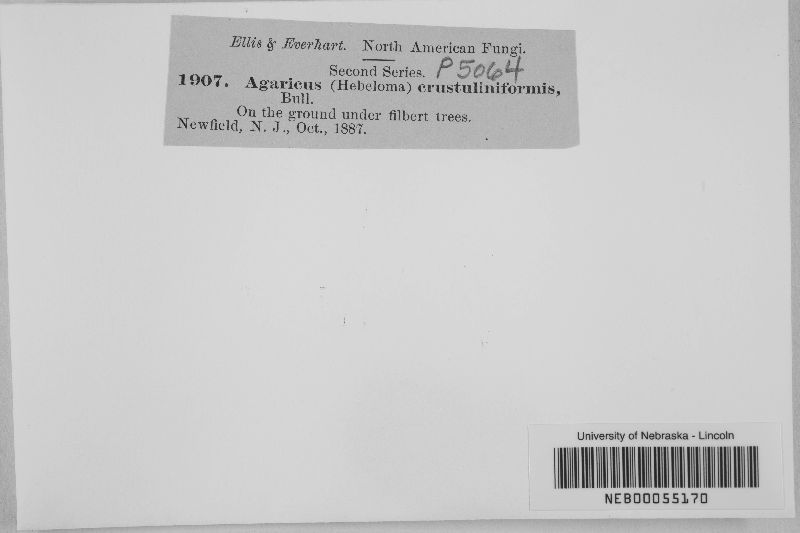 Ellis & Everhart. North American Fungi.
Second Series. P5064
1907. Agaricus (Hebeloma) crustuliniformis,
Bull.
On the ground under filbert trees.
Newfield, N. J., Oct., 1887.
University of Nebraska - Lincoln
NEB00055170